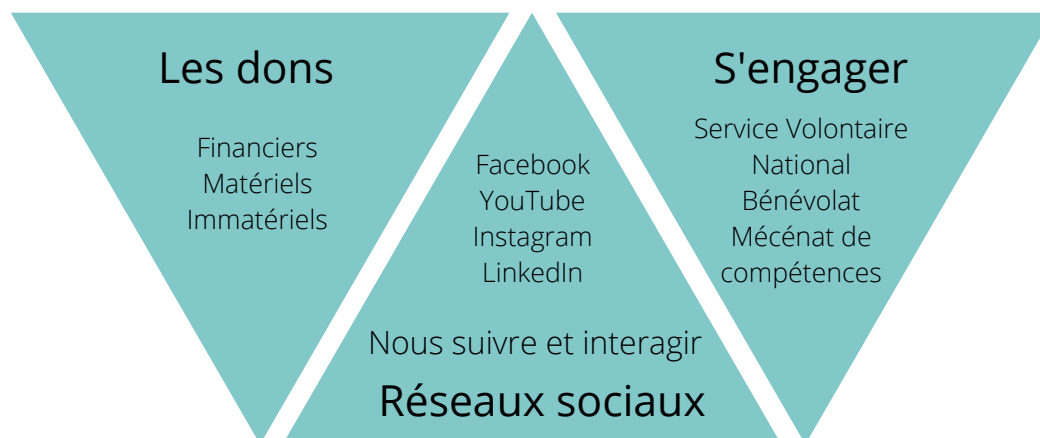 Les dons
Financiers
Matériels
Immatériels
Facebook
YouTube
Instagram
LinkedIn
Nous suivre et interagir
Réseaux sociaux
S'engager
Service Volontaire
National
Bénévolat
Mécénat de
compétences